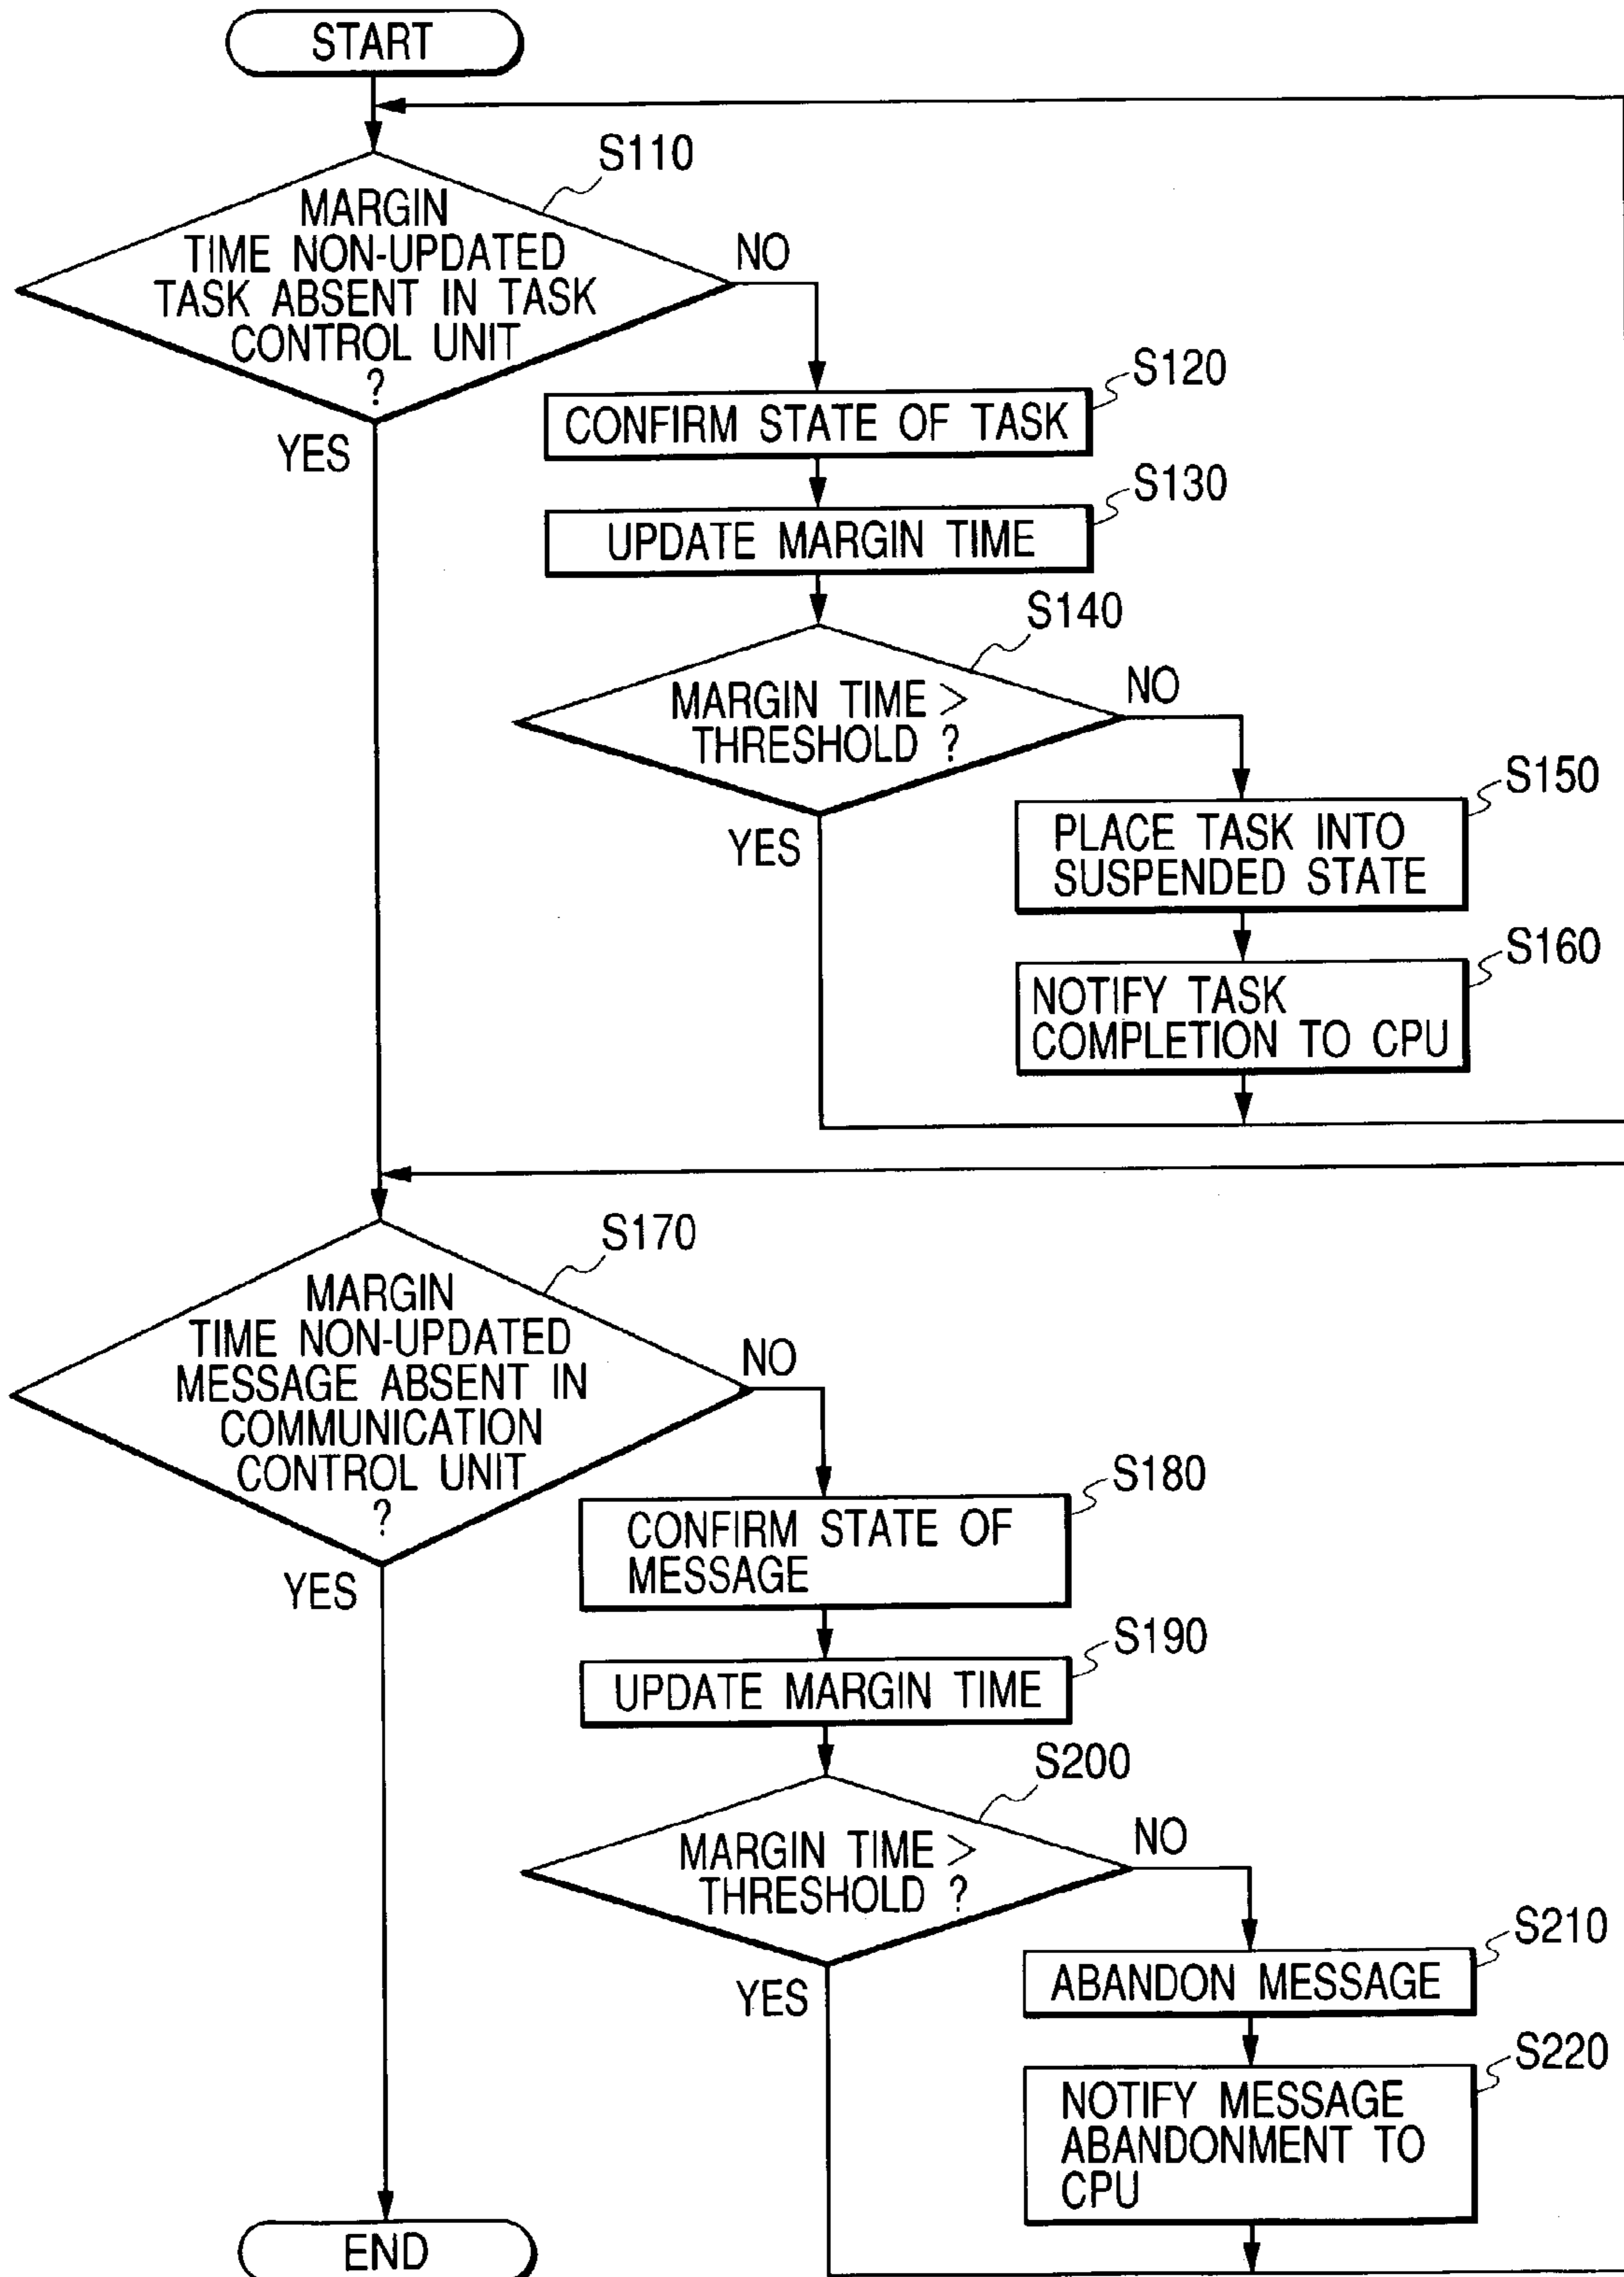 START
S110
MARGIN
TIME NON-UPDATED
TASK ABSENT IN TASK
CONTROL UNIT
?
NO
YES
S120
CONFIRM STATE OF TASK
S130
UPDATE MARGIN TIME
S140
MARGIN TIME >
THRESHOLD ?
NO
YES
S150
PLACE TASK INTO
SUSPENDED STATE
S160
NOTIFY TASK
COMPLETION TO CPU
S170
MARGIN
TIME NON-UPDATED
MESSAGE ABSENT IN
COMMUNICATION
CONTROL UNIT
?
NO
YES
S180
CONFIRM STATE OF
MESSAGE
S190
UPDATE MARGIN TIME
S200
MARGIN TIME >
THRESHOLD ?
NO
YES
S210
ABANDON MESSAGE
S220
NOTIFY MESSAGE
ABANDONMENT TO
CPU
END